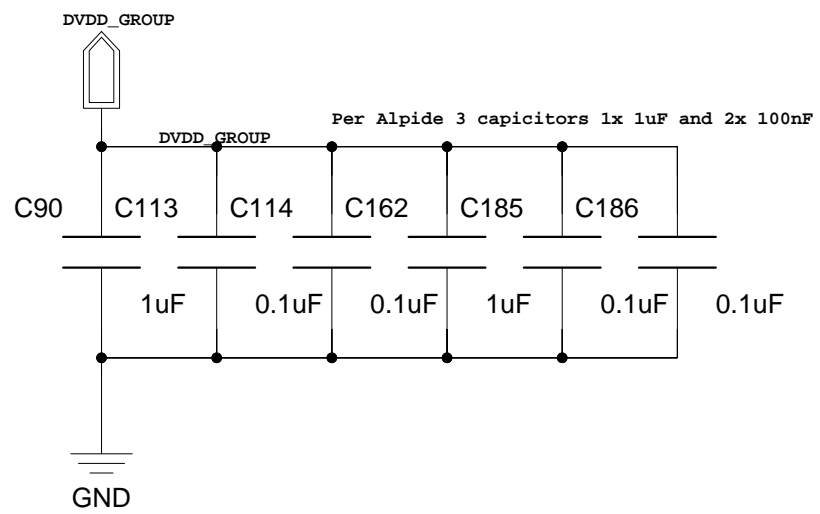 DVDD_GROUP
Per Alpide 3 capicitors 1x 1uF and 2x 100nF
DVDD_GROUP
C90 C113 C114 C162 C185 C186
1uF 0.1uF 0.1uF 1uF 0.1uF 0.1uF
GND